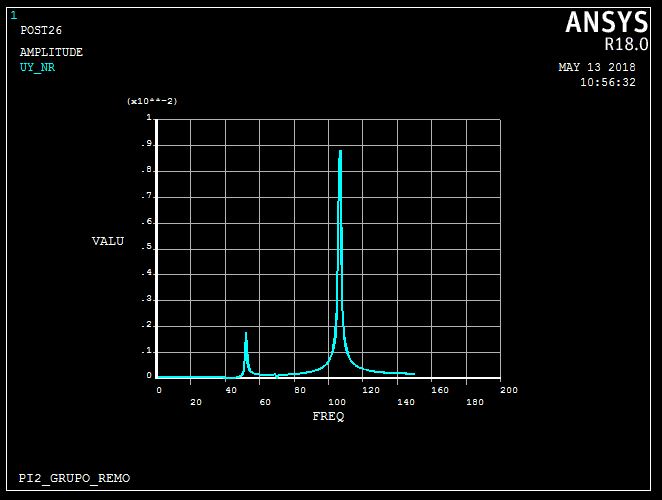 1
POST26
AMPLITUDE
UY_NR
ANSYS
R18.0
MAY 13 2018
10:56:32
(x10**-2)
1
.9
.8
.7
.6
.5
.4
.3
.2
.1
0
VALU
0 40 60 80 100 120 140 160 180 200
20
FREQ
PI2_GRUPO_REMO